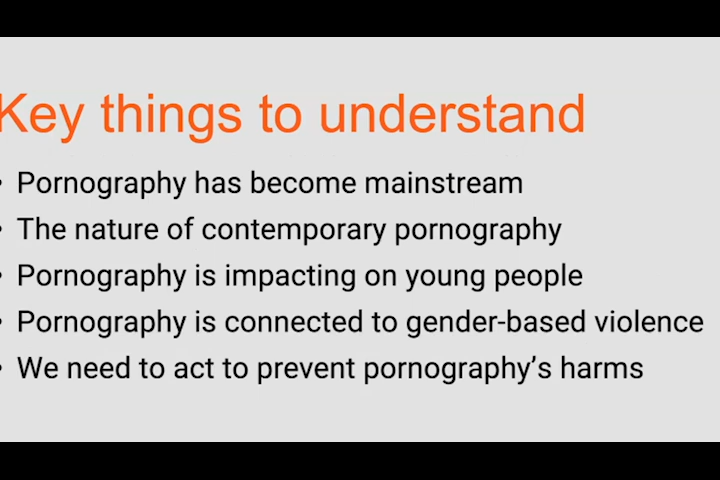 Key things to understand
• Pornography has become mainstream
• The nature of contemporary pornography
• Pornography is impacting on young people
• Pornography is connected to gender-based violence
• We need to act to prevent pornography’s harms